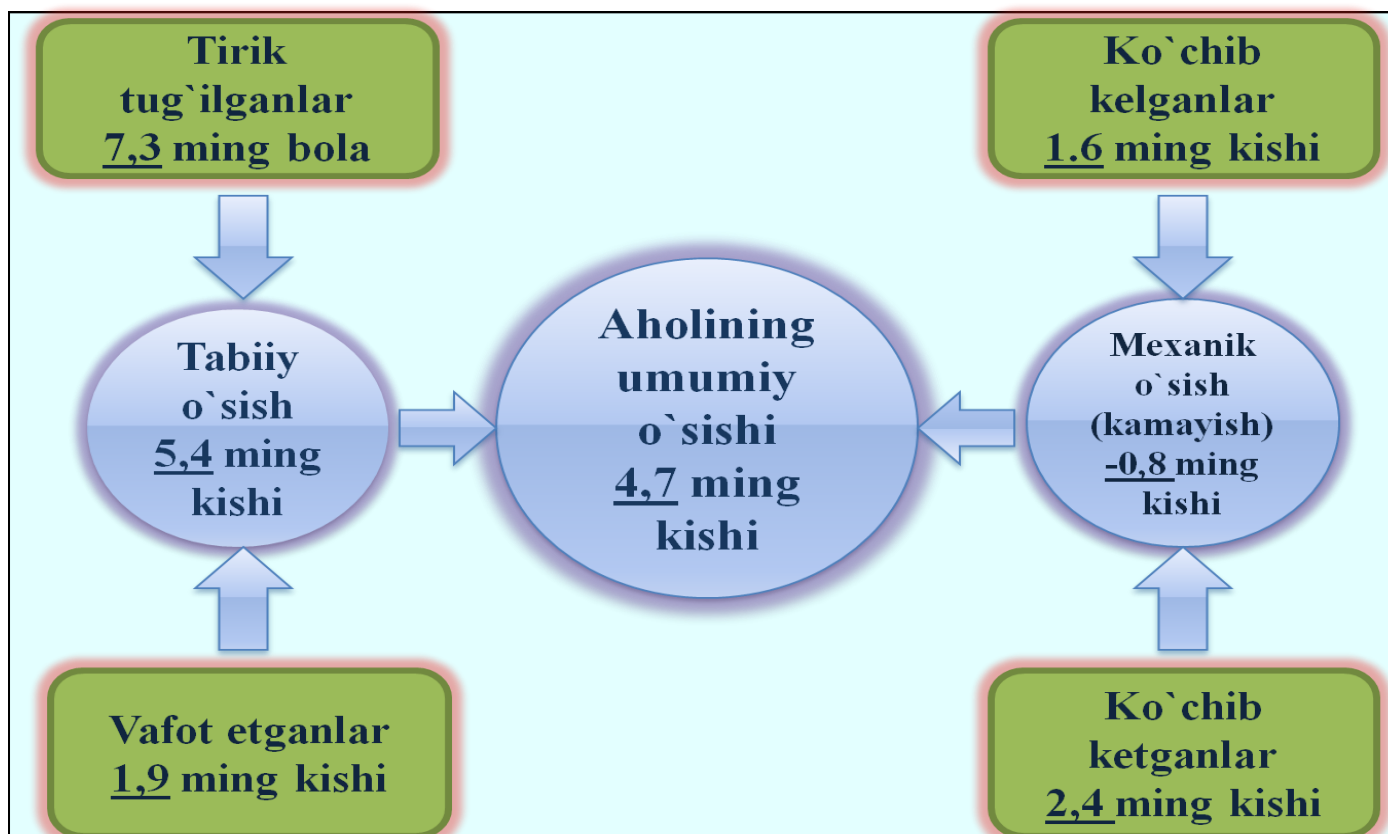 Tirik
tug`ilganlar
7,3 ming bola
Ko`chib
kelganlar
1.6 ming kishi
Tabiiy
o`sish
5,4 ming
kishi
Aholining
umumiy
o`sishi
4,7 ming
kishi
Mexanik
o`sish
(kamayish)
-0,8 ming
kishi
Vafot etganlar
1,9 ming kishi
Ko`chib
ketganlar
2,4 ming kishi